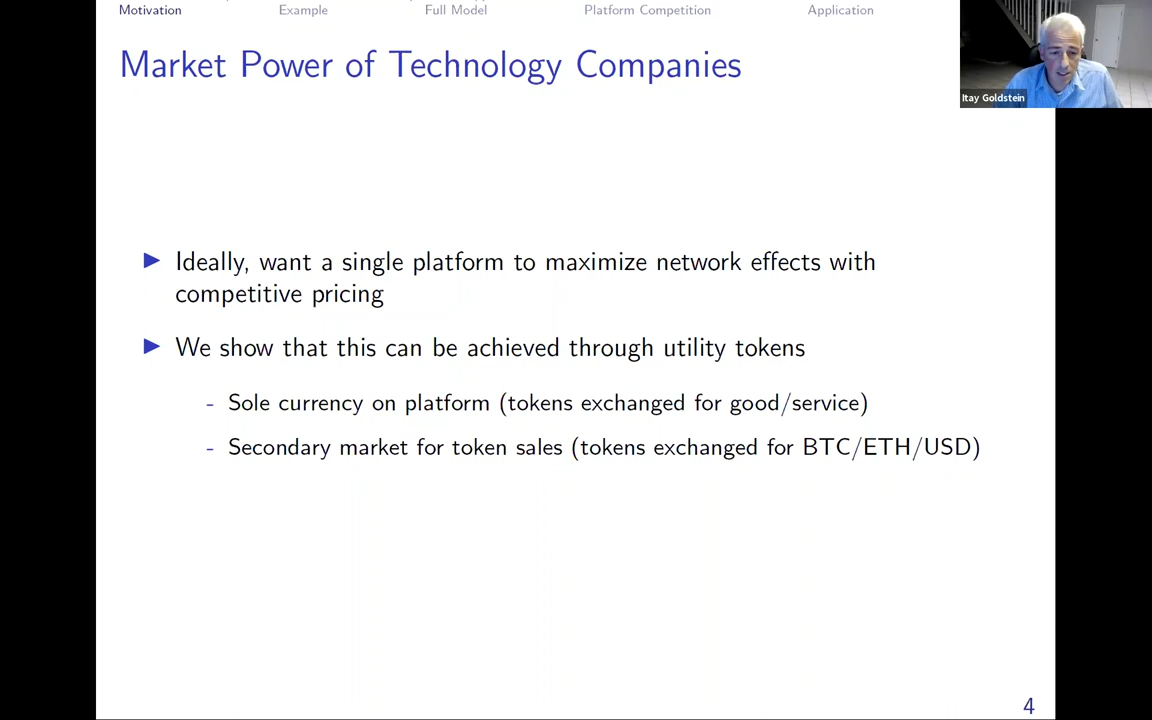 Motivation Example Full Model Platform Competition Application
Market Power of Technology Companies
Itay Goldstein
▶ Ideally, want a single platform to maximize network effects with
competitive pricing
▶ We show that this can be achieved through utility tokens
- Sole currency on platform (tokens exchanged for good/service)
- Secondary market for token sales (tokens exchanged for BTC/ETH/USD)
4